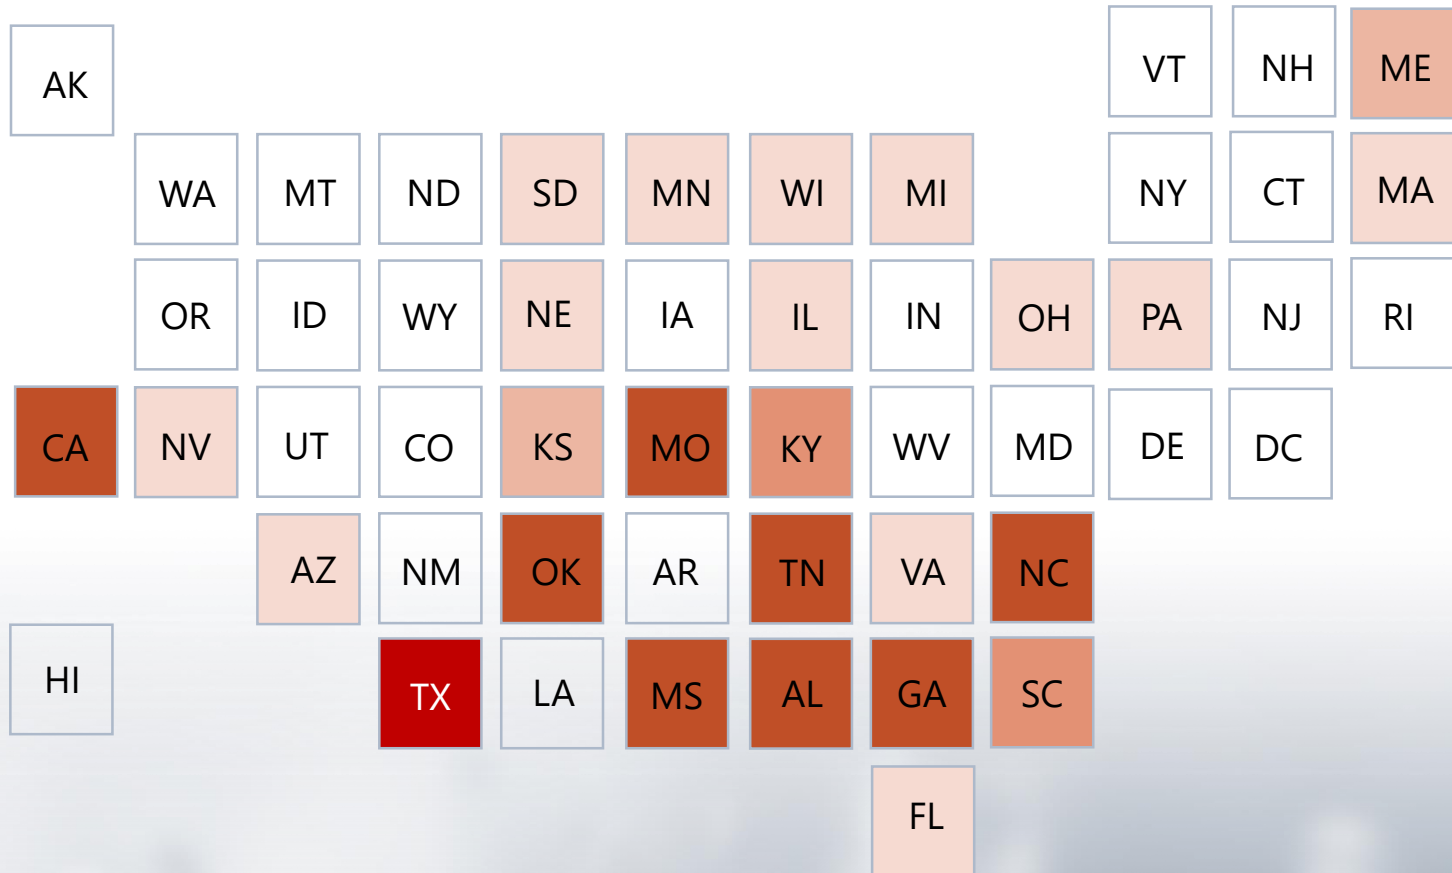 AK VT NH ME
WA MT ND SD MN WI MI NY CT MA
OR ID WY NE IA IL IN OH PA NJ RI
CA NV UT CO KS MO KY WV MD DE DC
AZ NM OK AR TN VA NC
HI TX LA MS AL GA SC
FL